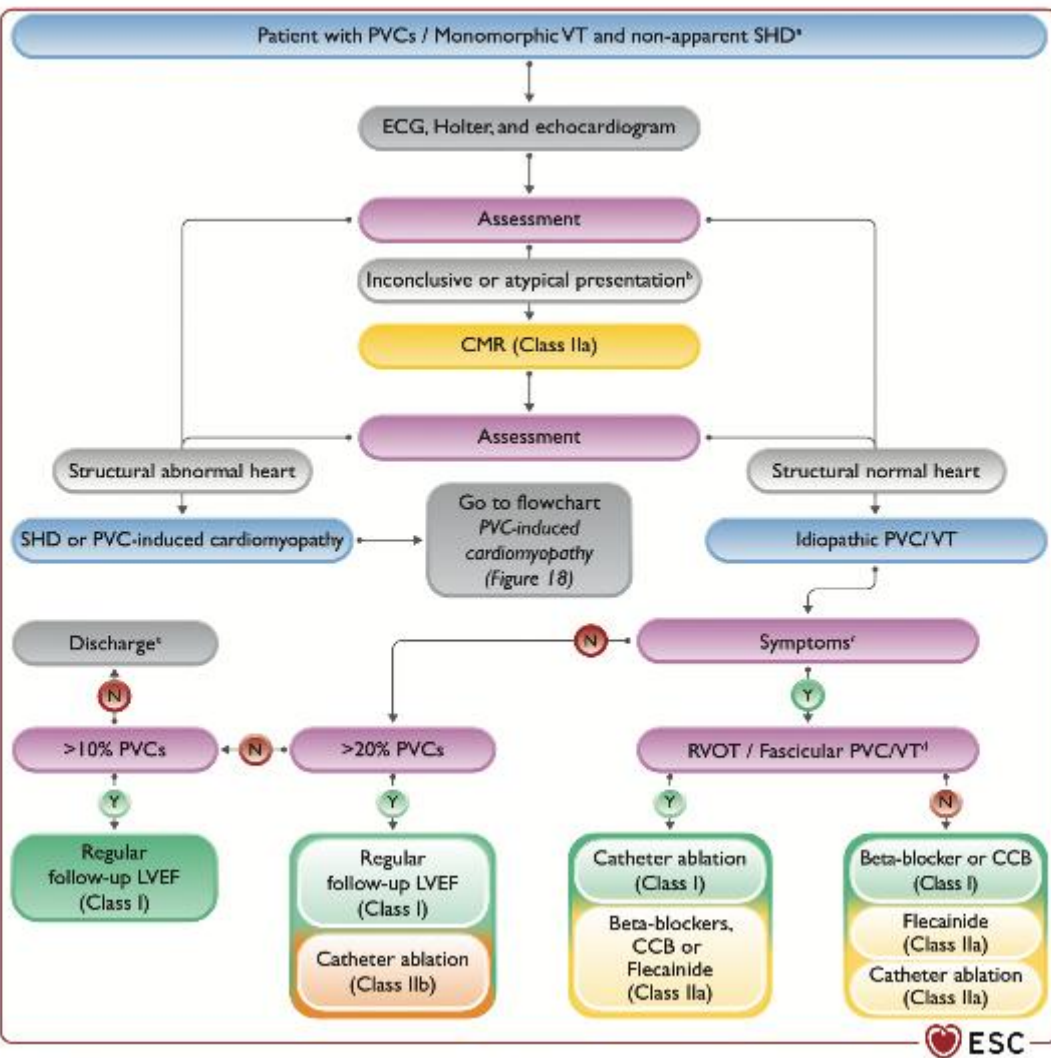 Patient with PVCs / Monomorphic VT and non-apparent SHDᵃ
ECG, Holter, and echocardiogram
Assessment
Inconclusive or atypical presentationᵇ
CMR (Class IIa)
Assessment
Structural abnormal heart
Structural normal heart
SHD or PVC-induced cardiomyopathy
Go to flowchart
PVC-induced
cardiomyopathy
(Figure 18)
Idiopathic PVC/VT
Dischargeᵉ
N
Symptomsᶜ
N
Y
>10% PVCs
N
>20% PVCs
RVOT / Fascicular PVC/VTᵈ
Y
Y
Y
N
Regular
follow-up LVEF
(Class I)
Regular
follow-up LVEF
(Class I)
Catheter ablation
(Class IIb)
Catheter ablation
(Class I)
Beta-blockers,
CCB or
Flecainide
(Class IIa)
Beta-blocker or CCB
(Class I)
Flecainide
(Class IIa)
Catheter ablation
(Class IIa)
ESC